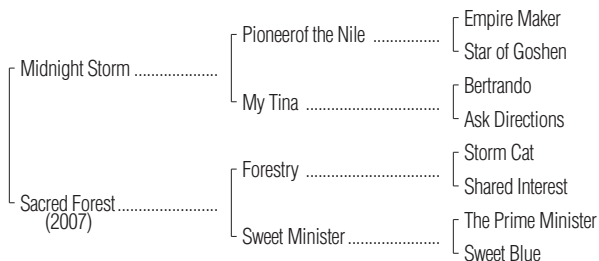 Empire Maker
Pioneerof the Nile ................
Star of Goshen
Midnight Storm ....................
Bertrando
My Tina ..................................
Ask Directions
Storm Cat
Forestry ..................................
Shared Interest
Sacred Forest ........................
(2007)
The Prime Minister
Sweet Minister .......................
Sweet Blue